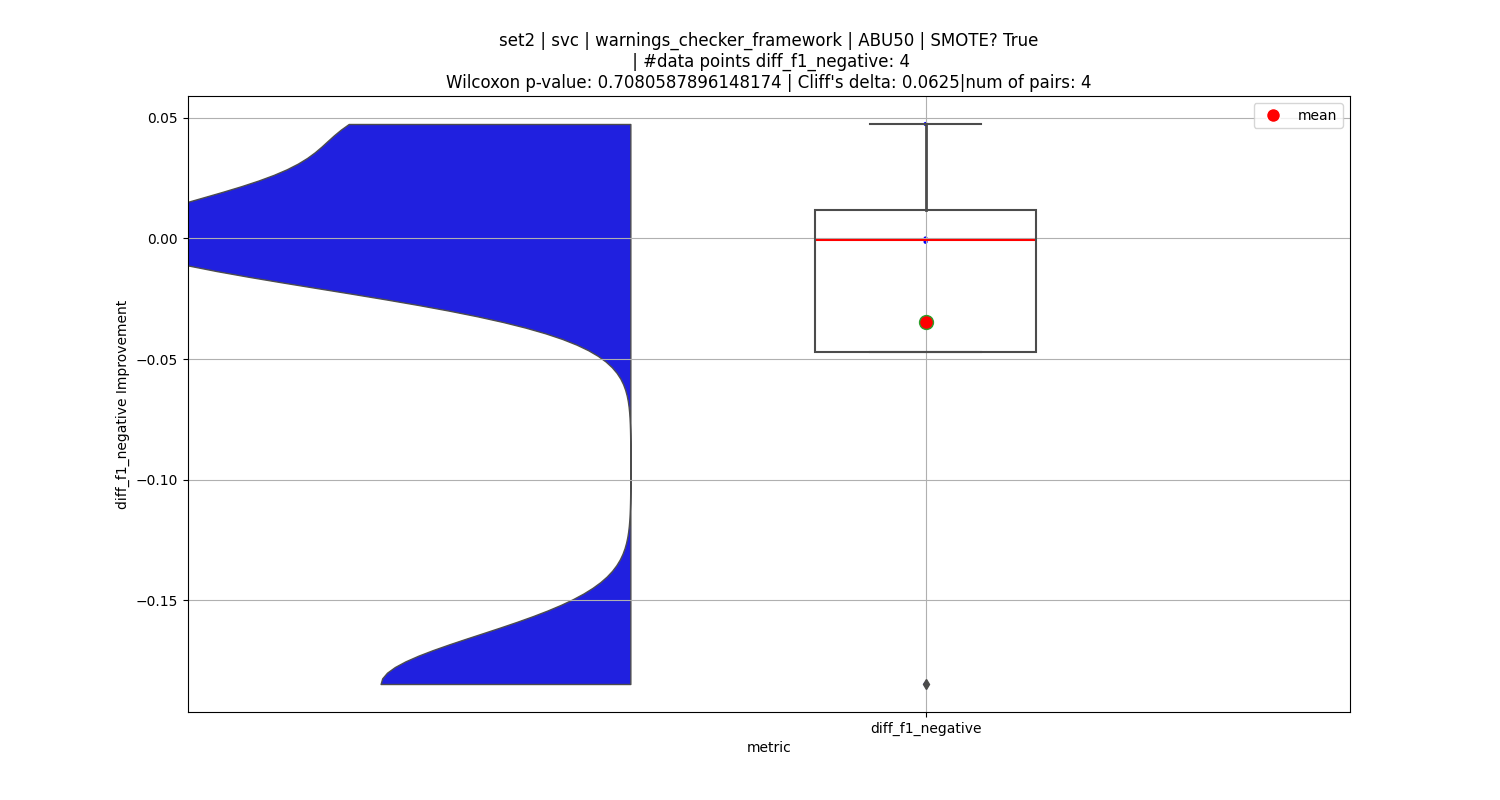 set2 | svc | warnings_checker_framework | ABU50 | SMOTE? True
| #data points diff_f1_negative: 4
Wilcoxon p-value: 0.7080587896148174 | Cliff's delta: 0.0625|num of pairs: 4
mean
0.05
0.00
−0.05
−0.10
−0.15
diff_f1_negative Improvement
diff_f1_negative
metric